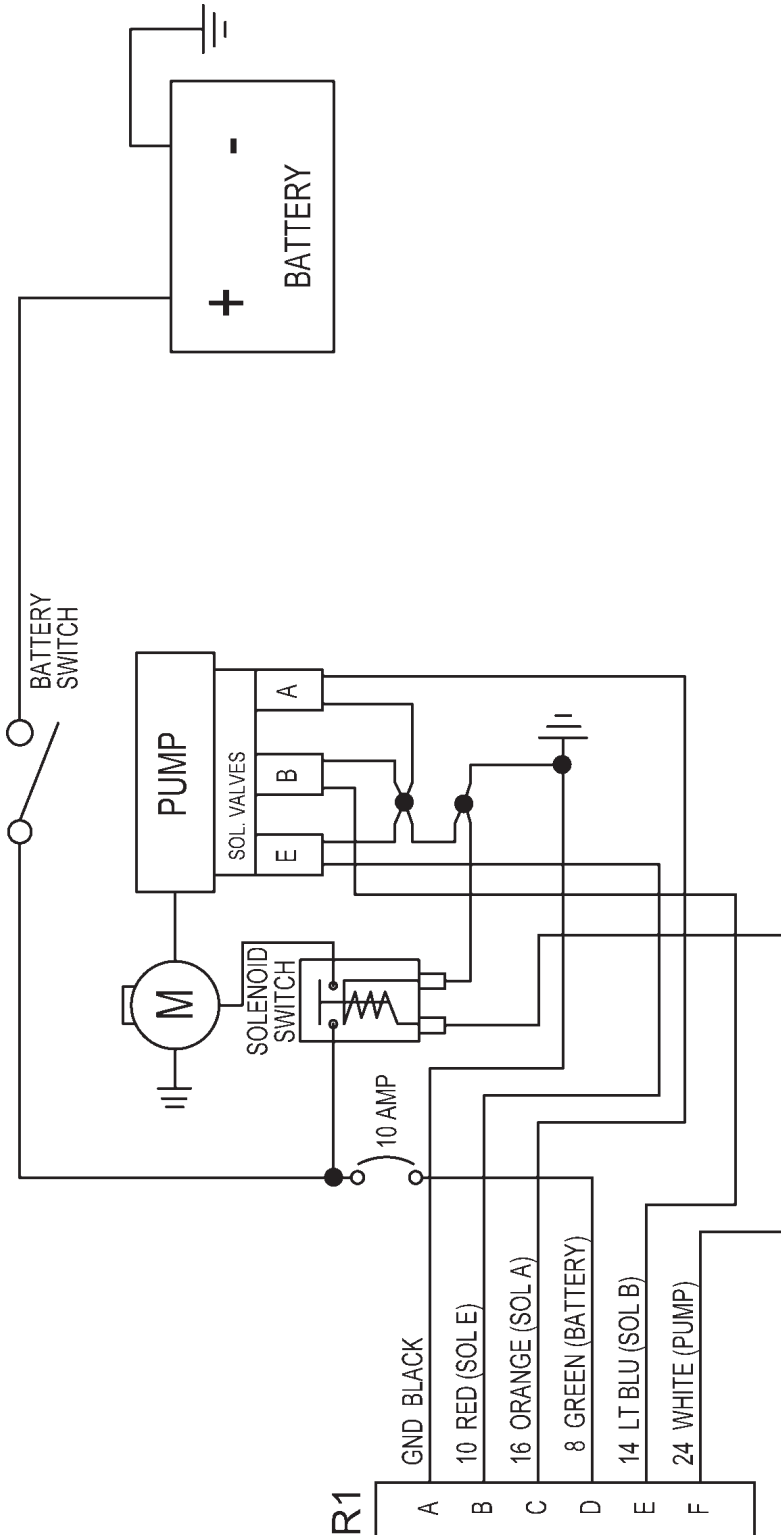 -
+
BATTERY
BATTERY
SWITCH
PUMP
SOL. VALVES
A
B
E
M
SOLENOID
SWITCH
10 AMP
GND BLACK
10 RED (SOL E)
16 ORANGE (SOL A)
8 GREEN (BATTERY)
14 LT BLU (SOL B)
24 WHITE (PUMP)
R1
A
B
C
D
E
F